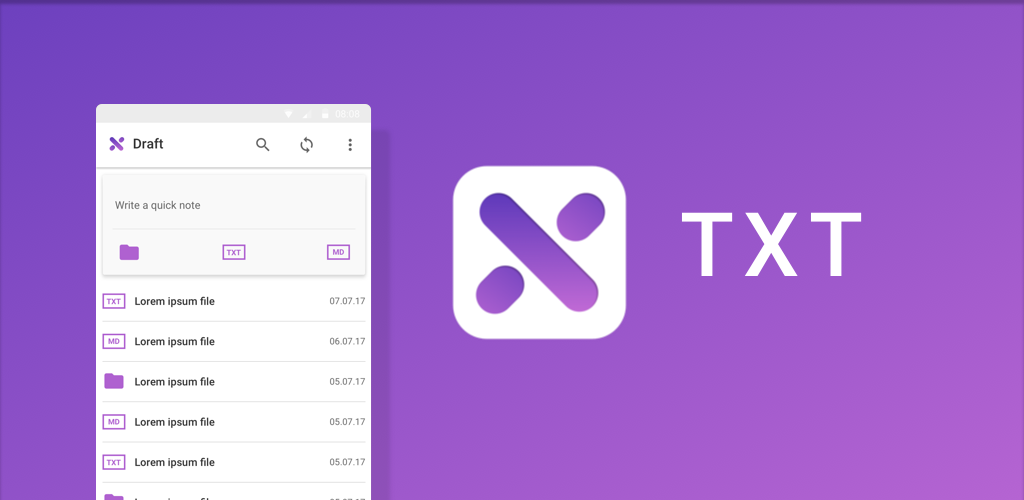 08:08
Draft
Write a quick note
TXT
MD
TXT Lorem ipsum file 07.07.17
MD Lorem ipsum file 06.07.17
Lorem ipsum file 05.07.17
MD Lorem ipsum file 05.07.17
TXT Lorem ipsum file 05.07.17
TXT